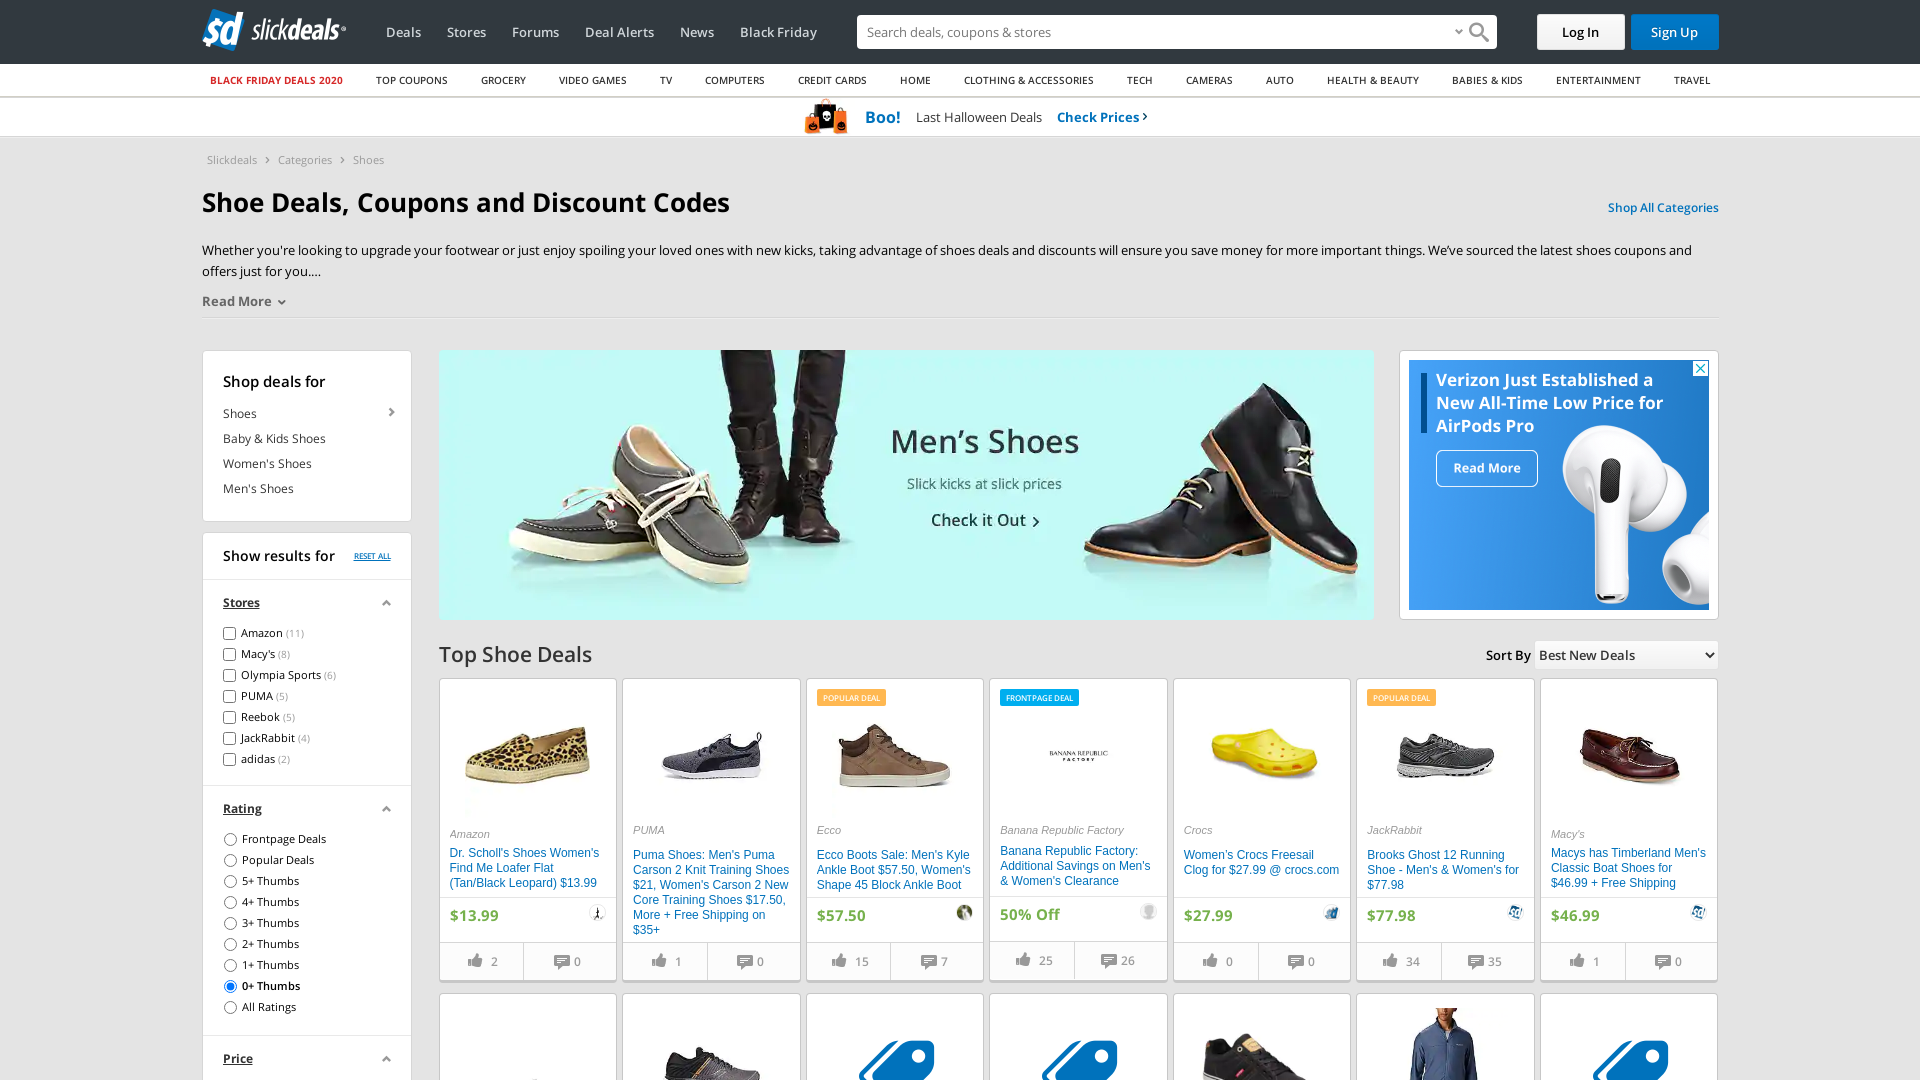 slickdeals
Deals
Stores
Forums
Deal Alerts
News
Black Friday
Search deals, coupons & stores
Log In
Sign Up
BLACK FRIDAY DEALS 2020
TOP COUPONS
GROCERY
VIDEO GAMES
TV
COMPUTERS
CREDIT CARDS
HOME
CLOTHING & ACCESSORIES
TECH
CAMERAS
AUTO
HEALTH & BEAUTY
BABIES & KIDS
ENTERTAINMENT
TRAVEL
Boo! Last Halloween Deals Check Prices
Slickdeals
Categories
Shoes
Shoe Deals, Coupons and Discount Codes
Shop All Categories
Whether you're looking to upgrade your footwear or just enjoy spoiling your loved ones with new kicks, taking advantage of shoes deals and discounts will ensure you save money for more important things. We’ve sourced the latest shoes coupons and
offers just for you....
Read More
Shop deals for
Shoes
Baby & Kids Shoes
Women's Shoes
Men's Shoes
Men’s Shoes
Slick kicks at slick prices
Check it Out
Verizon Just Established a
New All-Time Low Price for
AirPods Pro
Read More
Show results for
RESET ALL
Stores
Amazon (11)
Macy's (8)
Olympia Sports (6)
PUMA (5)
Reebok (5)
JackRabbit (4)
adidas (2)
Rating
Frontpage Deals
Popular Deals
5+ Thumbs
4+ Thumbs
3+ Thumbs
2+ Thumbs
1+ Thumbs
0+ Thumbs
All Ratings
Price
Top Shoe Deals
Sort By
Best New Deals
Amazon
Dr. Scholl's Shoes Women's
Find Me Loafer Flat
(Tan/Black Leopard) $13.99
$13.99
2
0
PUMA
Puma Shoes: Men's Puma
Carson 2 Knit Training Shoes
$21, Women's Carson 2 New
Core Training Shoes $17.50,
More + Free Shipping on
$35+
1
0
POPULAR DEAL
Ecco
Ecco Boots Sale: Men's Kyle
Ankle Boot $57.50, Women's
Shape 45 Block Ankle Boot
$57.50
15
7
FRONTPAGE DEAL
BANANA REPUBLIC
FACTORY
Banana Republic Factory
Banana Republic Factory:
Additional Savings on Men's
& Women's Clearance
50% Off
25
26
Crocs
Women's Crocs Freesail
Clog for $27.99 @ crocs.com
$27.99
0
0
POPULAR DEAL
JackRabbit
Brooks Ghost 12 Running
Shoe - Men's & Women's for
$77.98
$77.98
34
35
Macy's
Macys has Timberland Men's
Classic Boat Shoes for
$46.99 + Free Shipping
$46.99
1
0